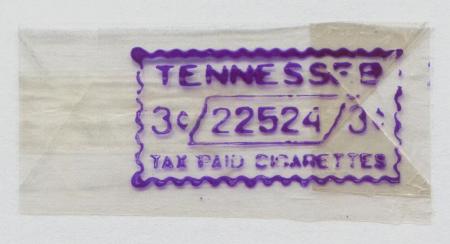 TENNESSEE
3¢ 22524 3¢
TAX PAID CIGARETTES